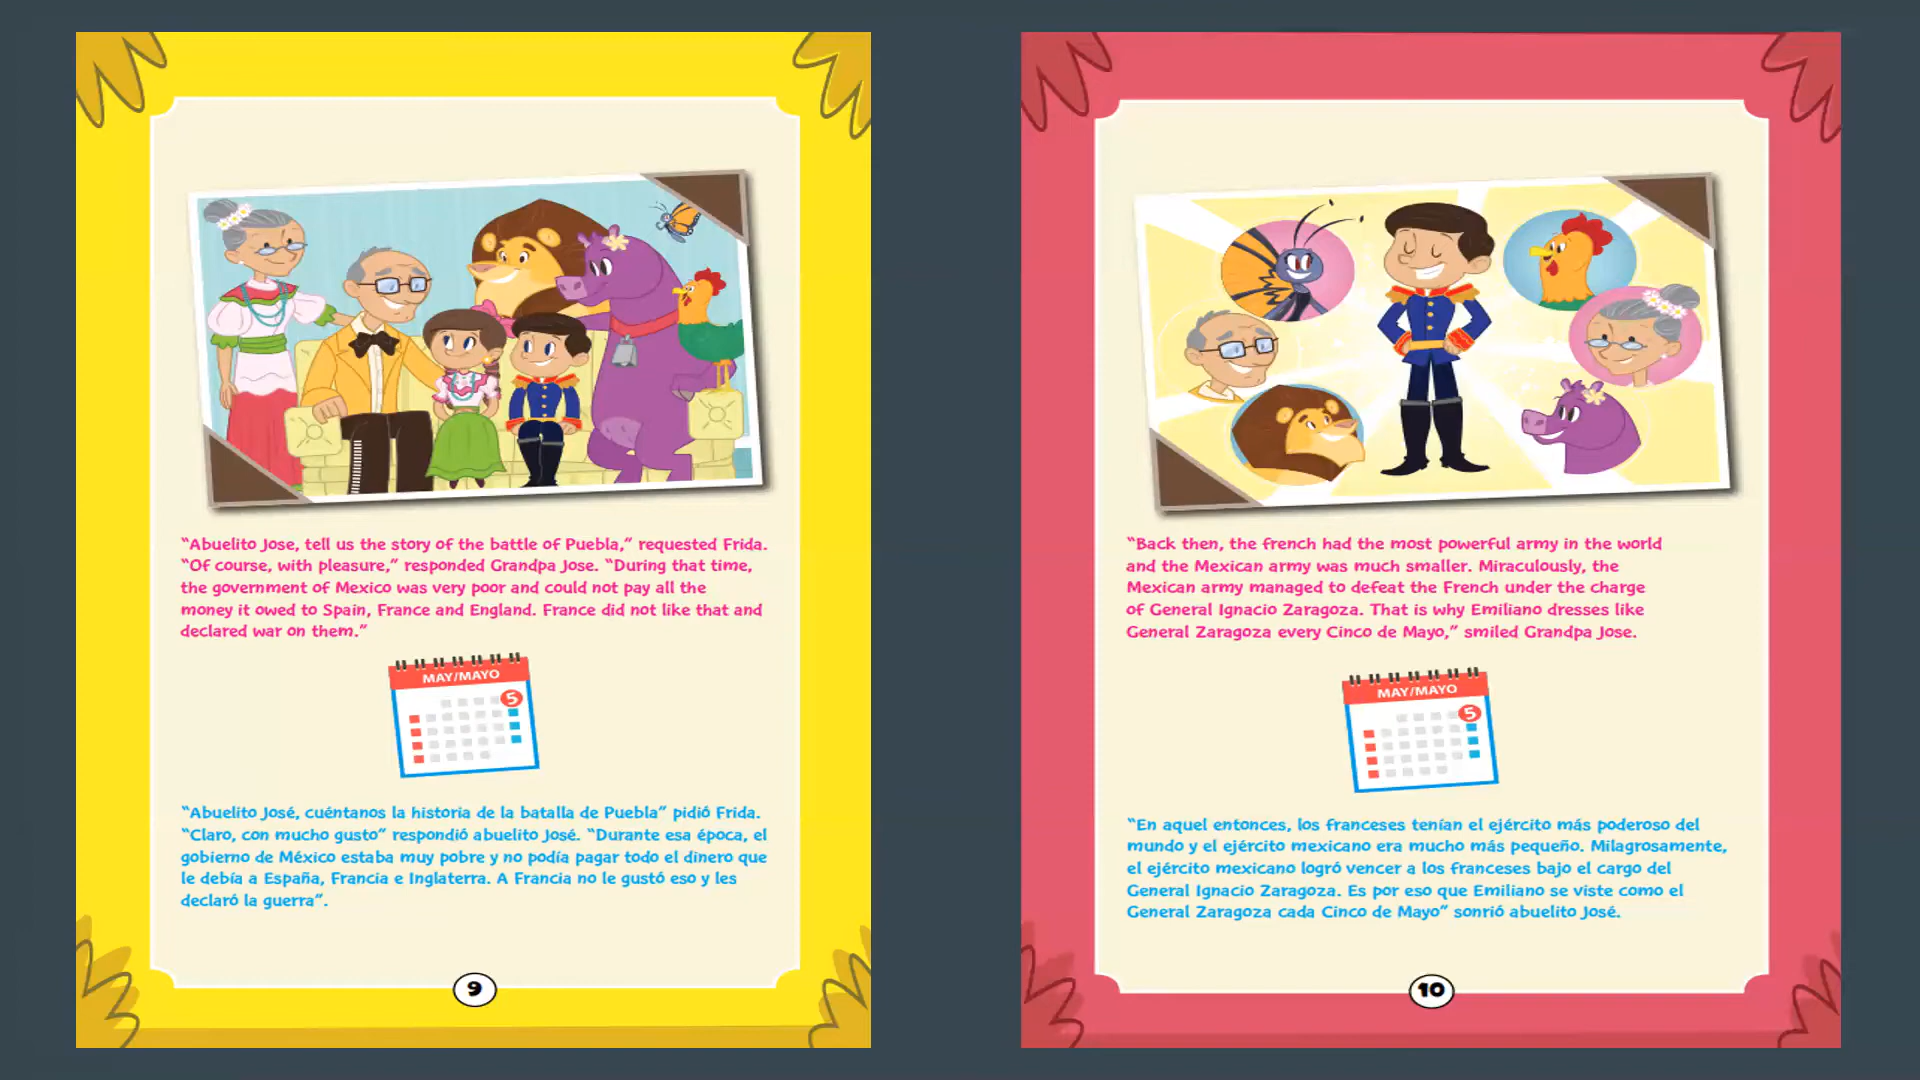 “Abuelito Jose, tell us the story of the battle of Puebla,” requested Frida.
“Of course, with pleasure,” responded Grandpa Jose. “During that time,
the government of Mexico was very poor and could not pay all the
money it owed to Spain, France and England. France did not like that and
declared war on them.”
MAY/MAYO
5
“Abuelito José, cuéntanos la historia de la batalla de Puebla” pidió Frida.
“Claro, con mucho gusto” respondió abuelito José. “Durante esa época, el
gobierno de México estaba muy pobre y no podía pagar todo el dinero que
le debía a España, Francia e Inglaterra. A Francia no le gustó eso y les
declaró la guerra”.
9
“Back then, the french had the most powerful army in the world
and the Mexican army was much smaller. Miraculously, the
Mexican army managed to defeat the French under the charge
of General Ignacio Zaragoza. That is why Emiliano dresses like
General Zaragoza every Cinco de Mayo,” smiled Grandpa Jose.
MAY/MAYO
5
“En aquel entonces, los franceses tenían el ejército más poderoso del
mundo y el ejército mexicano era mucho más pequeño. Milagrosamente,
el ejército mexicano logró vencer a los franceses bajo el cargo del
General Ignacio Zaragoza. Es por eso que Emiliano se viste como el
General Zaragoza cada Cinco de Mayo” sonrió abuelito José.
10